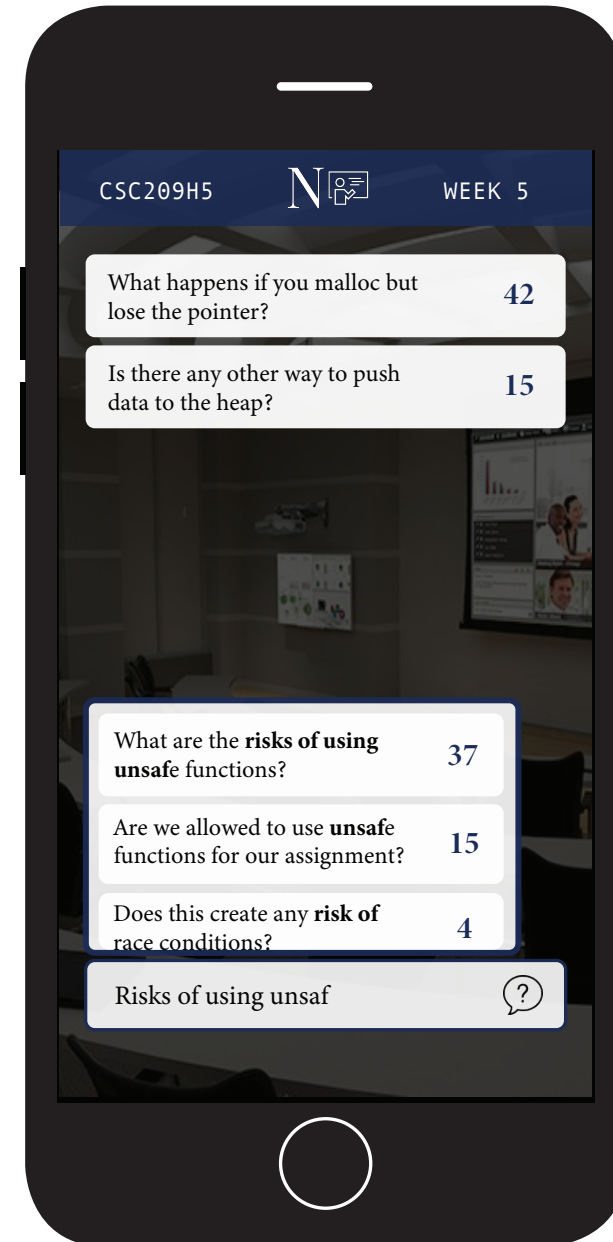 CSC209H5
N
WEEK 5
What happens if you malloc but
lose the pointer?
42
Is there any other way to push
data to the heap?
15
What are the risks of using
unsafe functions?
37
Are we allowed to use unsafe
functions for our assignment?
15
Does this create any risk of
race conditions?
4
Risks of using unsaf
?